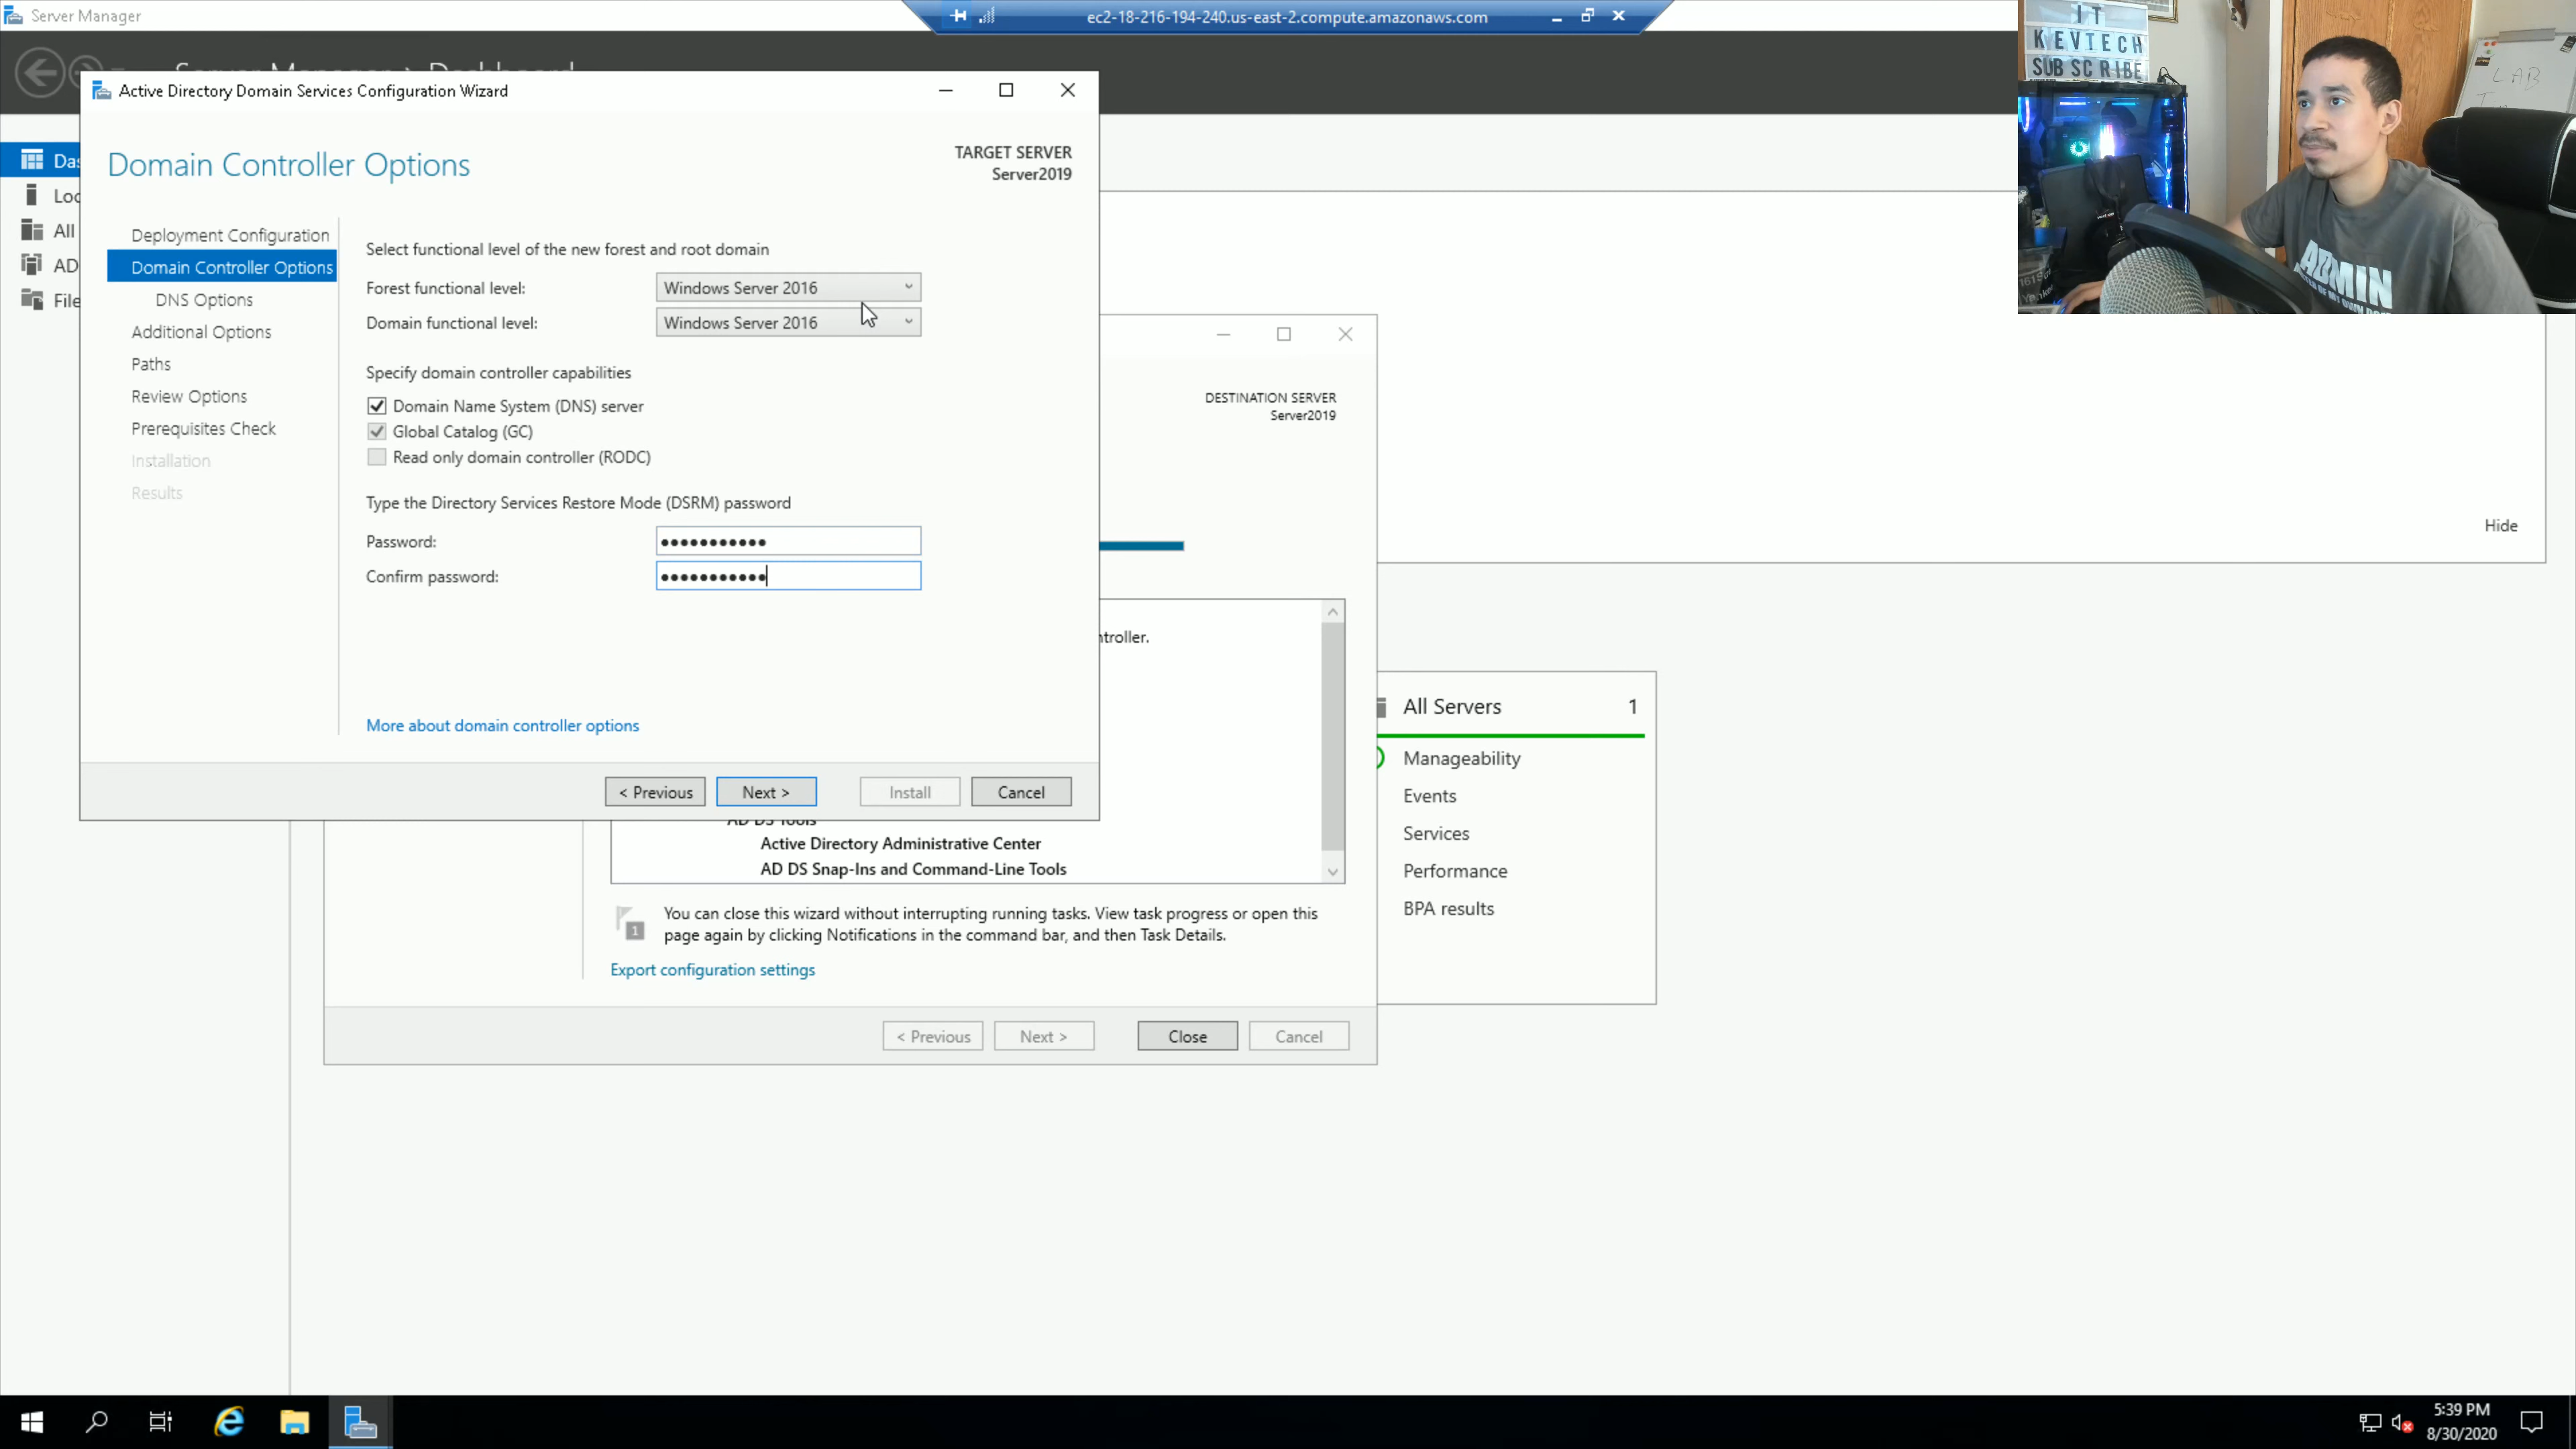 Server Manager
ec2-18-216-194-240.us-east-2.compute.amazonaws.com
Server Manager › Dashboard
IT
KEVTECH
SUBSCRIBE
LAB
ADMIN
Active Directory Domain Services Configuration Wizard
Domain Controller Options
TARGET SERVER
Server2019
Das
Loc
All
AD
File
Deployment Configuration
Domain Controller Options
DNS Options
Additional Options
Paths
Review Options
Prerequisites Check
Installation
Results
Select functional level of the new forest and root domain
Forest functional level:
Windows Server 2016
Domain functional level:
Windows Server 2016
Specify domain controller capabilities
Domain Name System (DNS) server
Global Catalog (GC)
Read only domain controller (RODC)
Type the Directory Services Restore Mode (DSRM) password
Password:
•••••••••••
Confirm password:
•••••••••••
More about domain controller options
< Previous
Next >
Install
Cancel
DESTINATION SERVER
Server2019
Hide
ntroller.
AD DS Tools
Active Directory Administrative Center
AD DS Snap-Ins and Command-Line Tools
1
You can close this wizard without interrupting running tasks. View task progress or open this
page again by clicking Notifications in the command bar, and then Task Details.
Export configuration settings
< Previous
Next >
Close
Cancel
All Servers
1
Manageability
Events
Services
Performance
BPA results
5:39 PM
8/30/2020